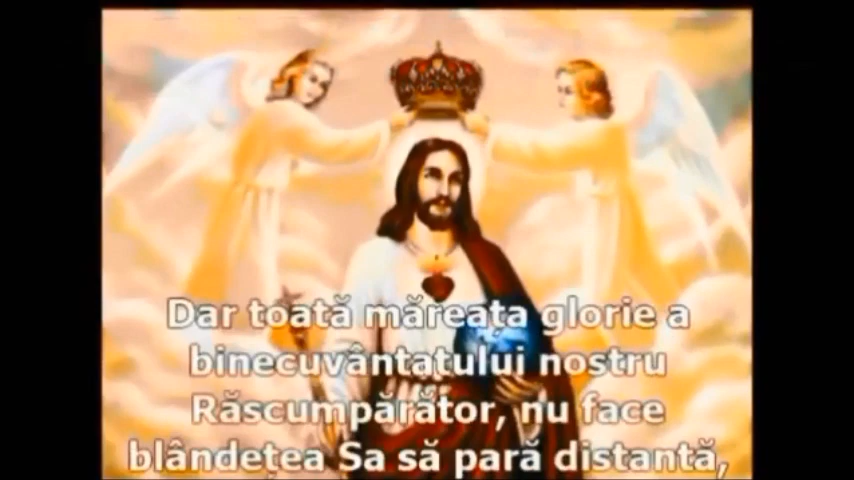 Dar toată măreața glorie a
binecuvântatului nostru
Răscumpărător, nu face
blândețea Sa să pară distantă,